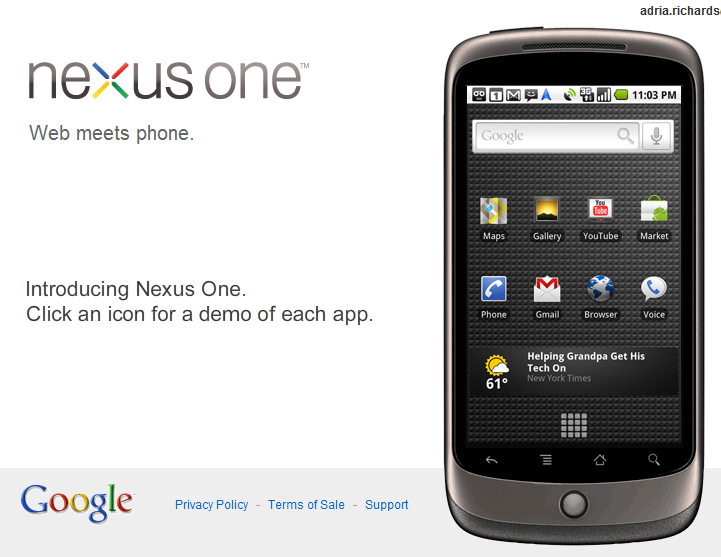 adria.richards
nexus one™
Web meets phone.
11:03 PM
Google
Maps
Gallery
You
Tube
YouTube
Market
Introducing Nexus One.
Click an icon for a demo of each app.
Phone
Gmail
Browser
Voice
61°
Helping Grandpa Get His
Tech On
New York Times
Google
Privacy Policy - Terms of Sale - Support